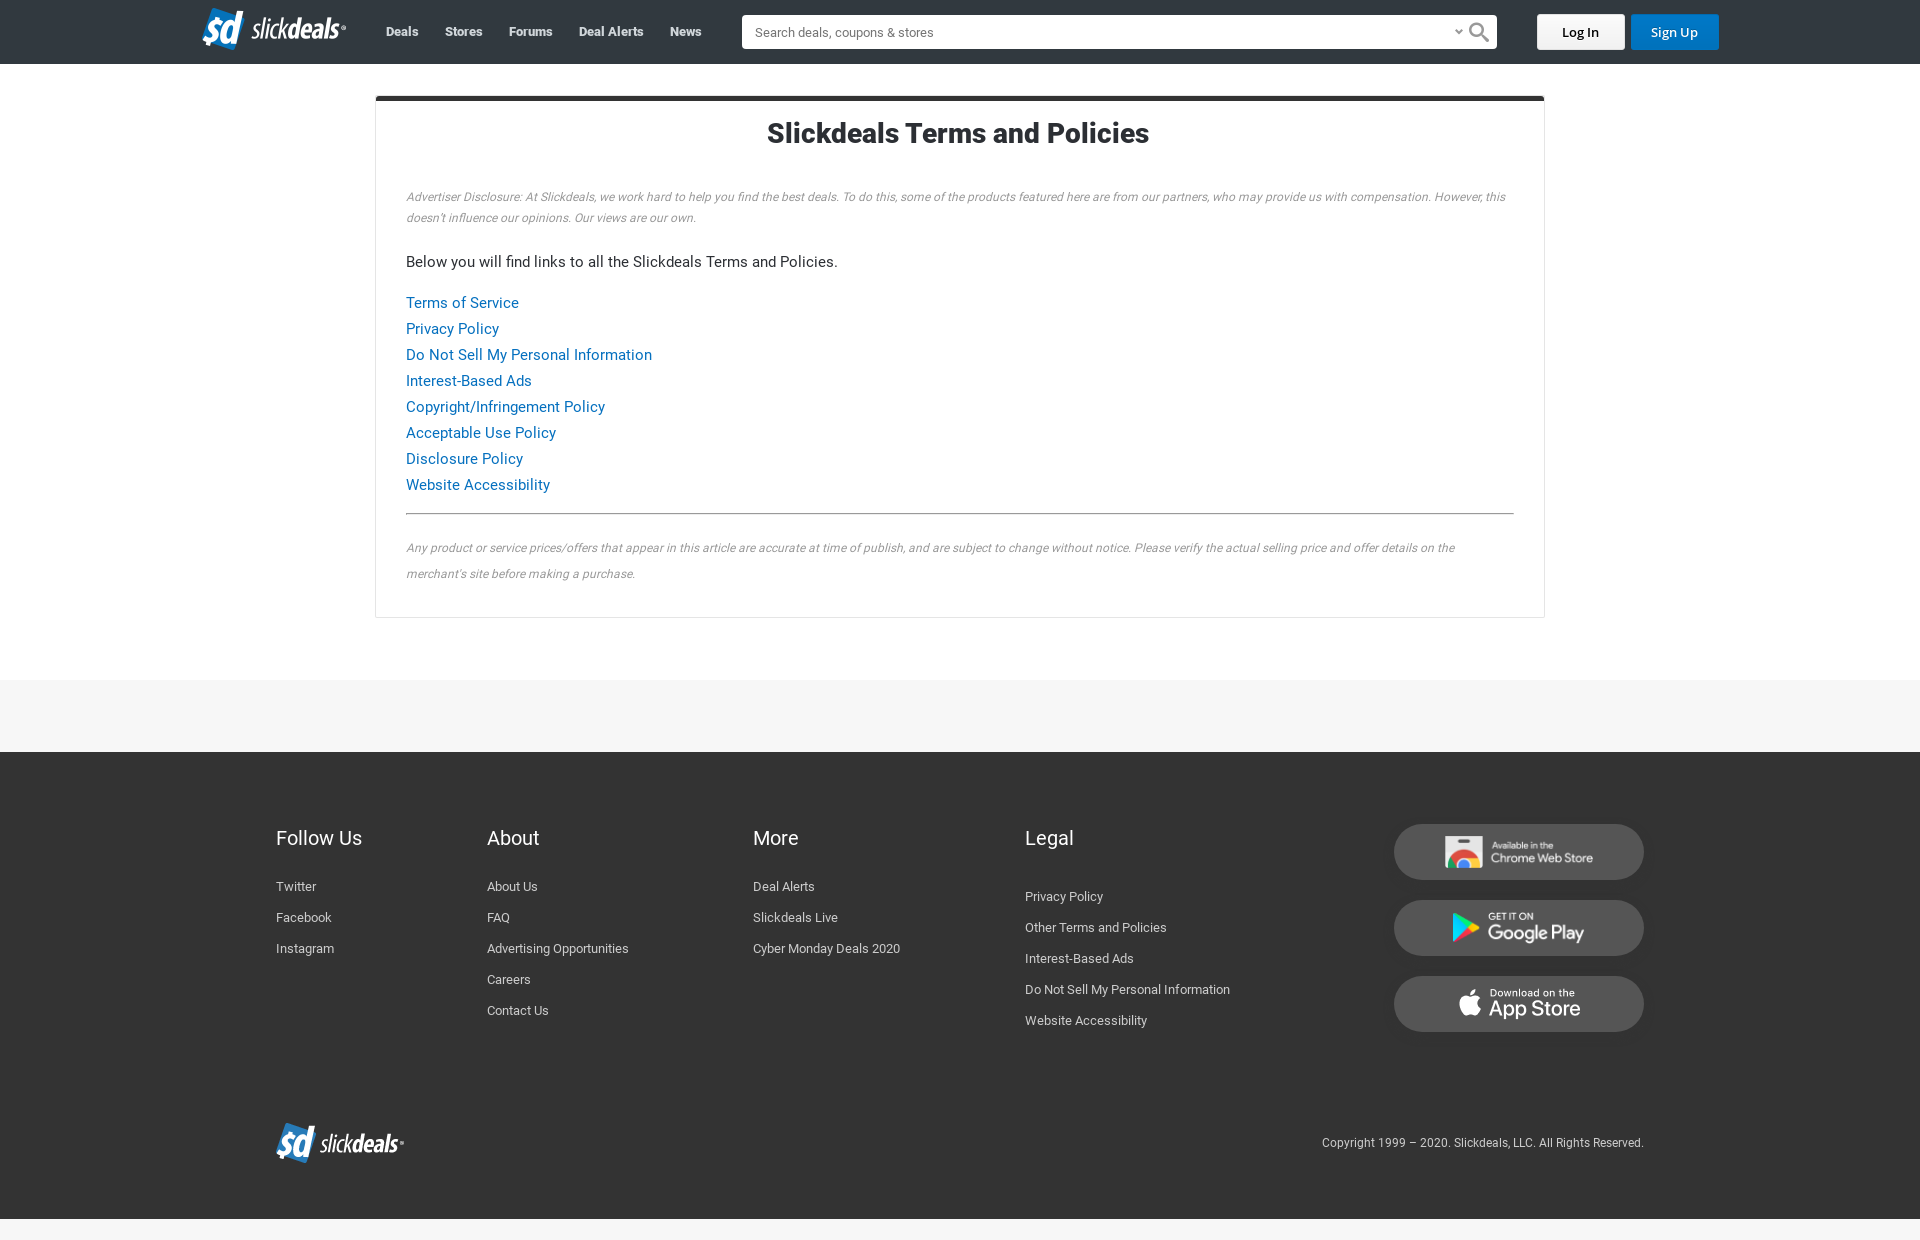 $d slickdeals®
Deals
Stores
Forums
Deal Alerts
News
Search deals, coupons & stores
Log In
Sign Up
Slickdeals Terms and Policies
Advertiser Disclosure: At Slickdeals, we work hard to help you find the best deals. To do this, some of the products featured here are from our partners, who may provide us with compensation. However, this
doesn’t influence our opinions. Our views are our own.
Below you will find links to all the Slickdeals Terms and Policies.
Terms of Service
Privacy Policy
Do Not Sell My Personal Information
Interest-Based Ads
Copyright/Infringement Policy
Acceptable Use Policy
Disclosure Policy
Website Accessibility
Any product or service prices/offers that appear in this article are accurate at time of publish, and are subject to change without notice. Please verify the actual selling price and offer details on the
merchant's site before making a purchase.
Follow Us
Twitter
Facebook
Instagram
About
About Us
FAQ
Advertising Opportunities
Careers
Contact Us
More
Deal Alerts
Slickdeals Live
Cyber Monday Deals 2020
Legal
Privacy Policy
Other Terms and Policies
Interest-Based Ads
Do Not Sell My Personal Information
Website Accessibility
Available in the
Chrome Web Store
GET IT ON
Google Play
Download on the
App Store
$d slickdeals®
Copyright 1999 – 2020. Slickdeals, LLC. All Rights Reserved.